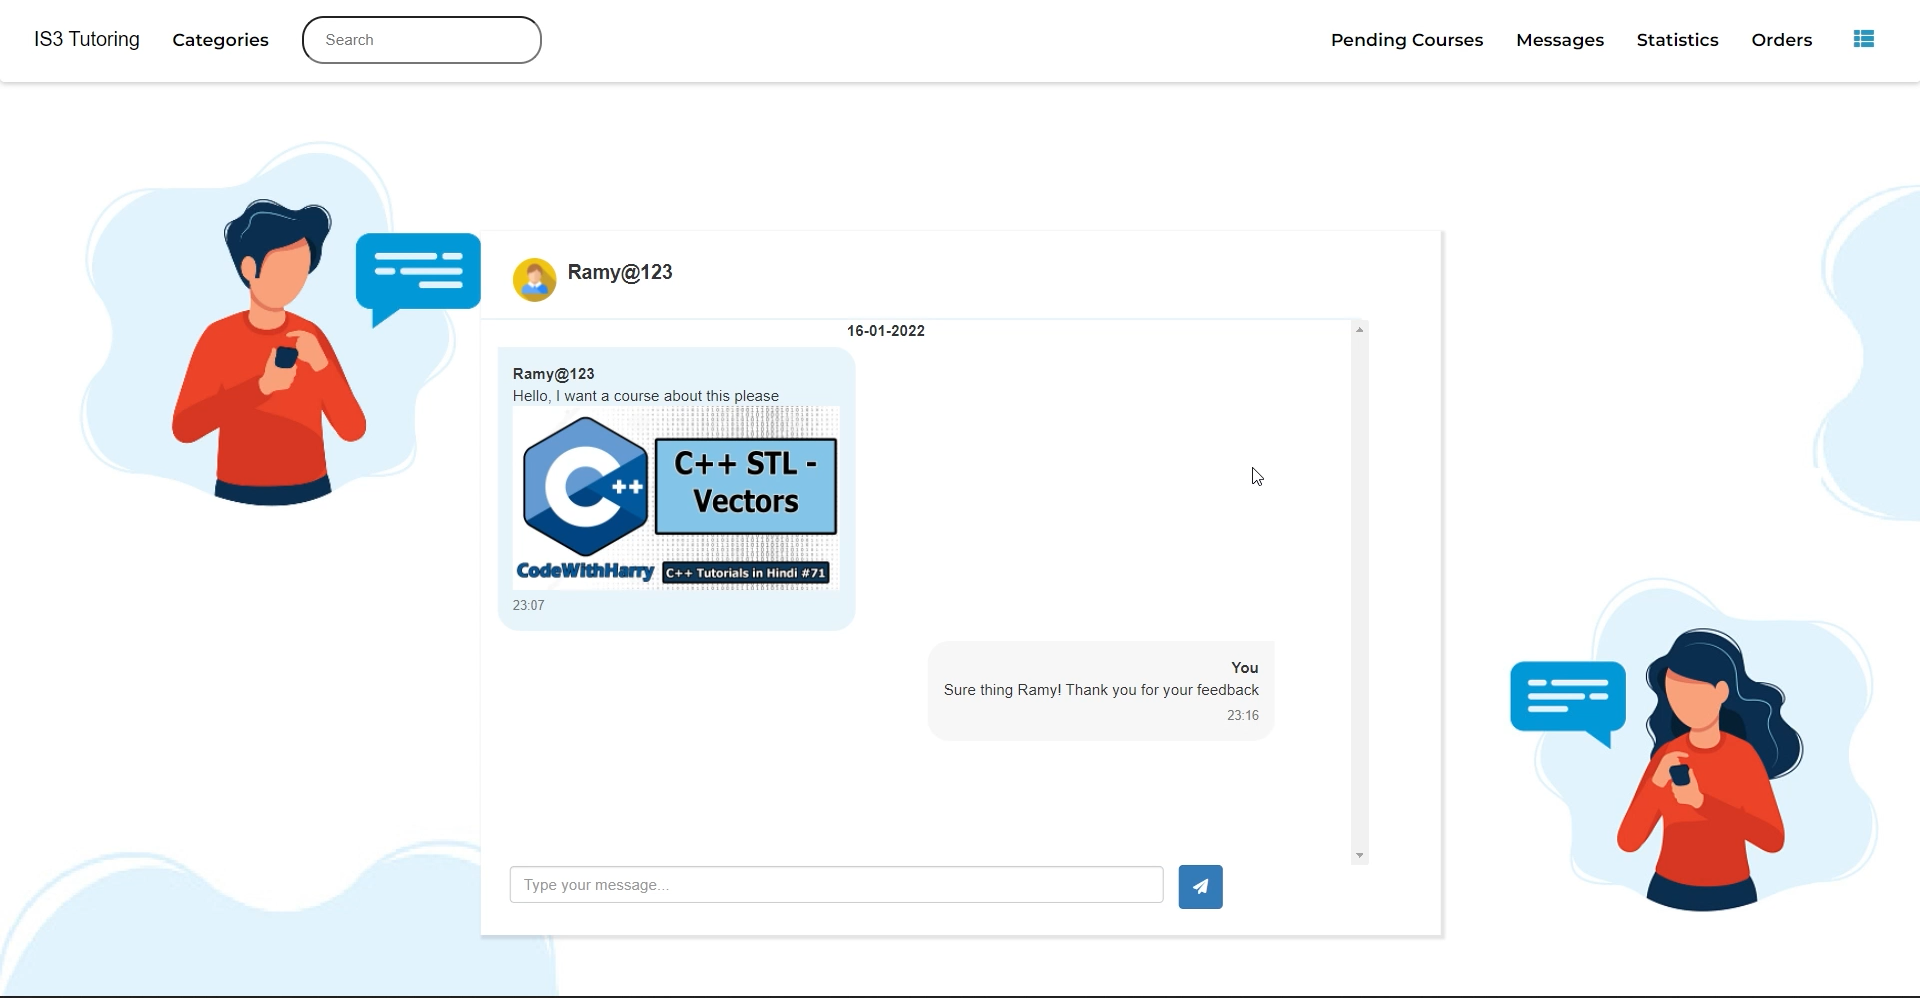 IS3 Tutoring
Categories
Search
Pending Courses
Messages
Statistics
Orders
Ramy@123
16-01-2022
Ramy@123
Hello, I want a course about this please
C++
C++ STL -
Vectors
CodeWithHarry
C++ Tutorials in Hindi #71
23:07
You
Sure thing Ramy! Thank you for your feedback
23:16
Type your message...